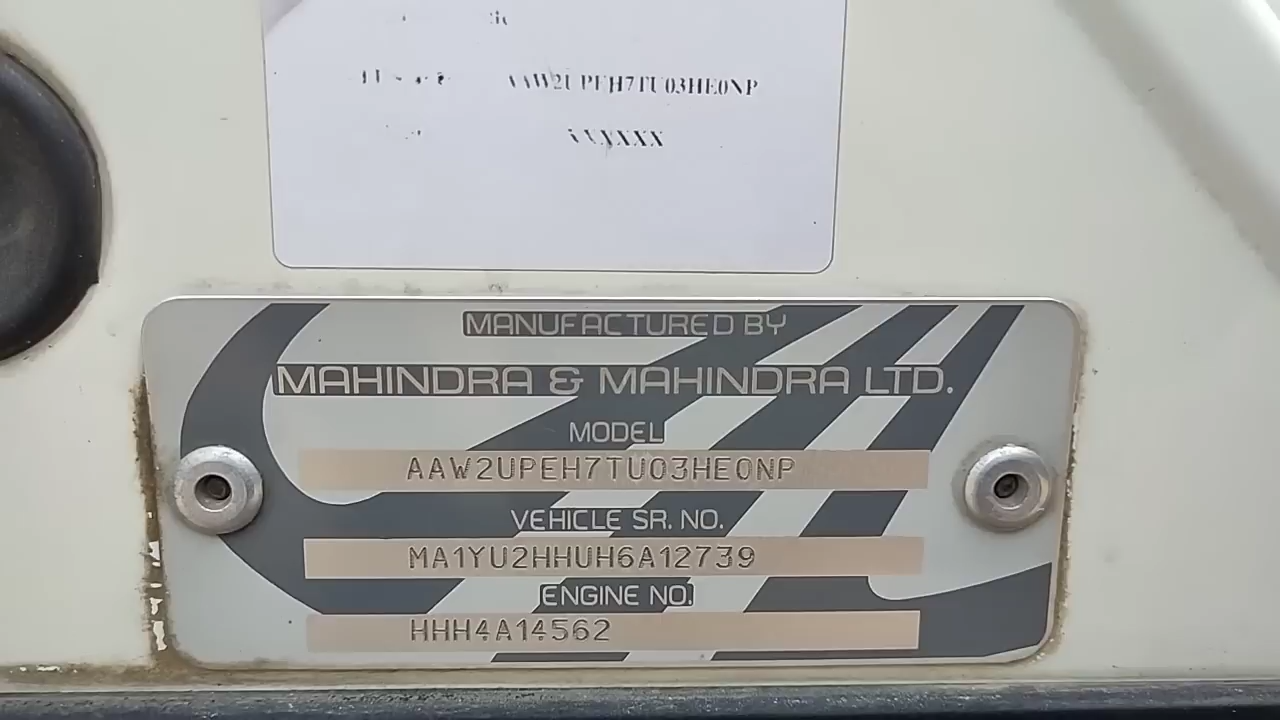 AAW2UPEH7TU03HE0NP
XXXXXX
MANUFACTURED BY
MAHINDRA & MAHINDRA LTD.
MODEL
AAW2UPEH7TU03HE0NP
VEHICLE SR. NO.
MA1YU2HHUH6A12739
ENGINE NO.
HHH4A14562